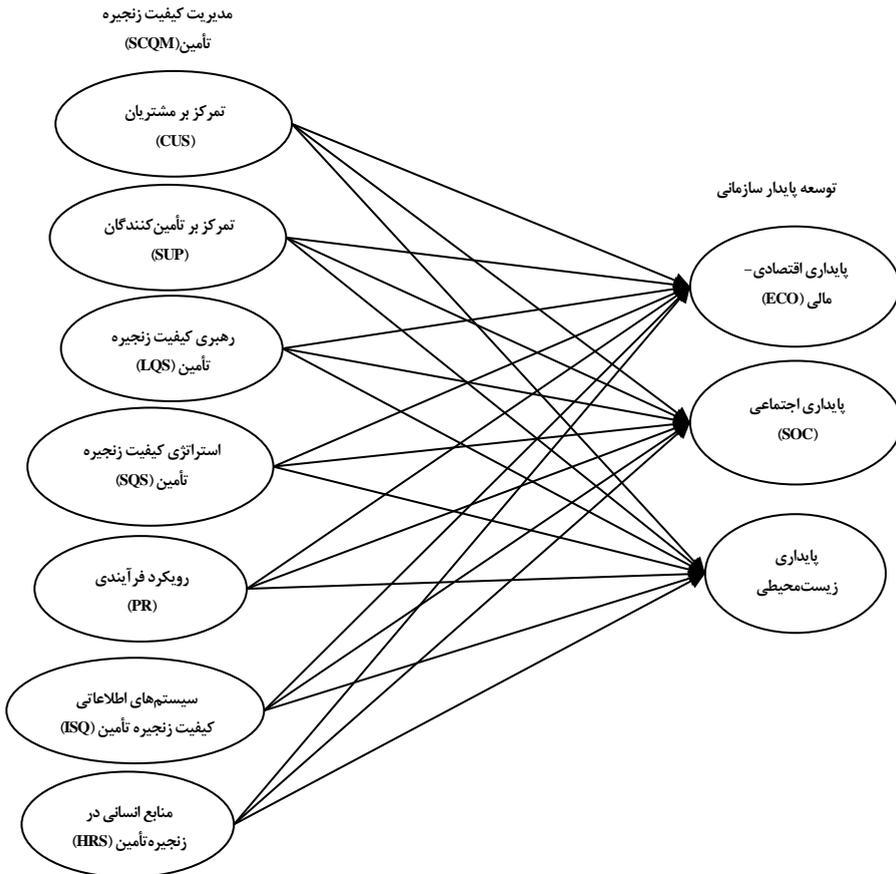 مدیریت کیفیت زنجیره
تأمین(SCQM)
تمرکز بر مشتریان
(CUS)
تمرکز بر تأمین‌کنندگان
(SUP)
رهبری کیفیت زنجیره
تأمین (LQS)
استراتژی کیفیت زنجیره
تأمین (SQS)
رویکرد فرآیندی
(PR)
سیستم‌های اطلاعاتی
کیفیت زنجیره تأمین (ISQ)
منابع انسانی در
زنجیره‌تأمین (HRS)
توسعه پایدار سازمانی
پایداری اقتصادی–
مالی (ECO)
پایداری اجتماعی
(SOC)
پایداری
زیست‌محیطی